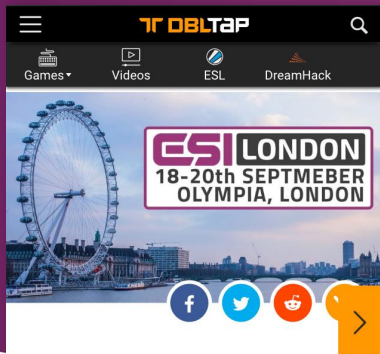 DBLTAP
Games
Videos
ESL
DreamHack
ESI LONDON
18-20th SEPTMEBER
OLYMPIA, LONDON